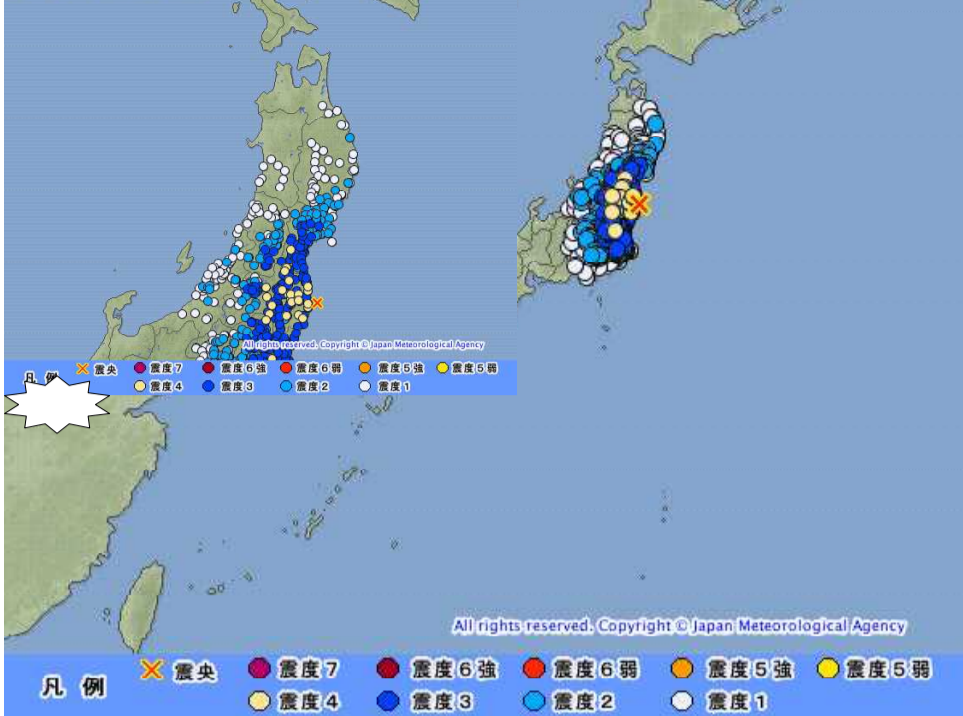 All rights reserved. Copyright © Japan Meteorological Agency
凡 例 震央 震度7 震度6強 震度6弱 震度5強 震度5弱
震度4 震度3 震度2 震度1
All rights reserved. Copyright © Japan Meteorological Agency
凡 例 震央 震度7 震度6強 震度6弱 震度5強 震度5弱
震度4 震度3 震度2 震度1